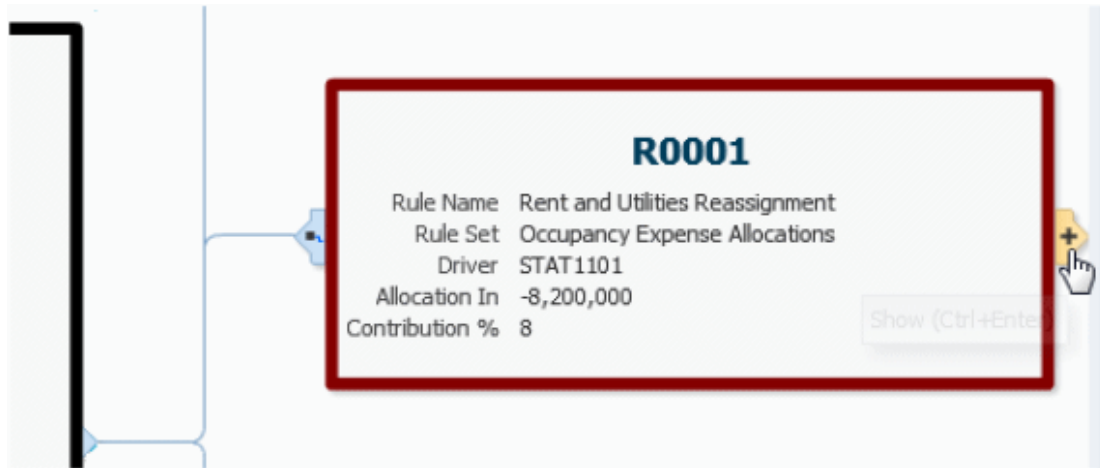 R0001
Rule Name Rent and Utilities Reassignment
Rule Set Occupancy Expense Allocations
Driver STAT1101
Allocation In -8,200,000
Contribution % 8
Show (Ctrl+Enter)